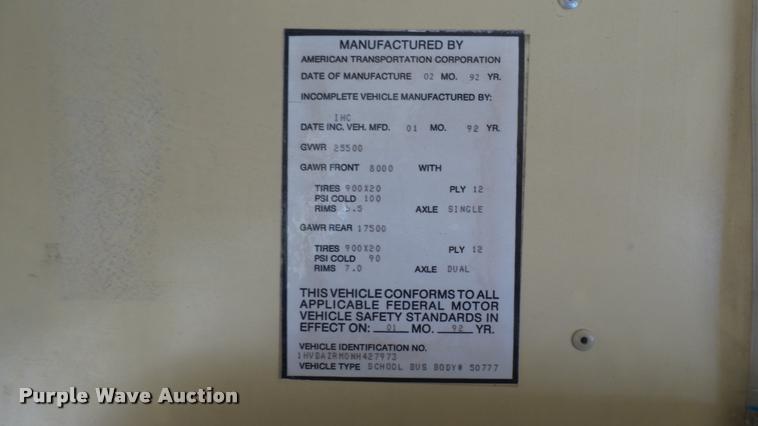 MANUFACTURED BY
AMERICAN TRANSPORTATION CORPORATION
DATE OF MANUFACTURE 02 MO. 92 YR.
INCOMPLETE VEHICLE MANUFACTURED BY:
IHC
DATE INC. VEH. MFD. 01 MO. 92 YR.
GVWR 25500
GAWR FRONT 8000 WITH
TIRES 900X20 PLY 12
PSI COLD 100
RIMS AXLE SINGLE
GAWR REAR 17500
TIRES 900X20 PLY 12
PSI COLD 90
RIMS 7.0 AXLE DUAL
THIS VEHICLE CONFORMS TO ALL
APPLICABLE FEDERAL MOTOR
VEHICLE SAFETY STANDARDS IN
EFFECT ON: 01 MO. 92 YR.
VEHICLE IDENTIFICATION NO.
VEHICLE TYPE SCHOOL BUS BODY# 50777
Purple Wave Auction